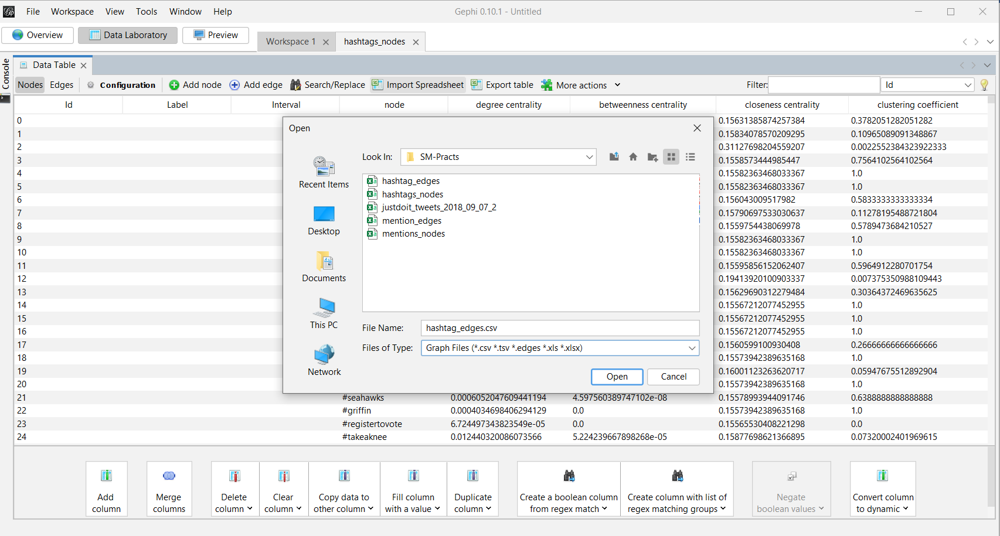 File Workspace View Tools Window Help Gephi 0.10.1 - Untitled
Overview Data Laboratory Preview Workspace 1 hashtags_nodes
Console
Data Table
Nodes Edges Configuration Add node Add edge Search/Replace Import Spreadsheet Export table More actions Filter: Id
Id Label Interval node degree centrality betweenness centrality closeness centrality clustering coefficient
0 0.15631385874257384 0.3782051282051282
1 0.15834078570209295 0.10965089091348867
2 0.31127698204559207 0.0022552384323922333
3 0.1558573444985447 0.7564102564102564
4 0.15582363468033367 1.0
5 0.15582363468033367 1.0
6 0.156043009517982 0.5833333333333334
7 0.15790697533030637 0.11278195488721804
8 0.1559754438069978 0.5789473684210527
9 0.15582363468033367 1.0
10 0.15582363468033367 1.0
11 0.15595856152062407 0.5964912280701754
12 0.19413920100903337 0.007375350988109443
13 0.15629690312279484 0.30364372469635625
14 0.15567212077452955 1.0
15 0.15567212077452955 1.0
16 0.15567212077452955 1.0
17 0.1560599100930408 0.26666666666666666
18 0.15573942389635168 1.0
19 0.16001123263620717 0.05947675512892904
20 0.15573942389635168 1.0
21 #seahawks 0.0006052047609441194 4.597560389747102e-08 0.15578993944091746 0.6388888888888888
22 #griffin 0.0004034698406294129 0.0 0.15573942389635168 1.0
23 #registertovote 6.724497343823549e-05 0.0 0.15565530408221298 0.0
24 #takeaknee 0.012440320086073566 5.224239667898268e-05 0.15877698621366895 0.07320002401969615
Open
Look In: SM-Practs
Recent Items
Desktop
Documents
This PC
Network
hashtag_edges
hashtags_nodes
justdoit_tweets_2018_09_07_2
mention_edges
mentions_nodes
File Name: hashtag_edges.csv
Files of Type: Graph Files (*.csv *.tsv *.edges *.xls *.xlsx)
Open Cancel
Add column
Merge columns
Delete column
Clear column
Copy data to other column
Fill column with a value
Duplicate column
Create a boolean column from regex match
Create column with list of regex matching groups
Negate boolean values
Convert column to dynamic